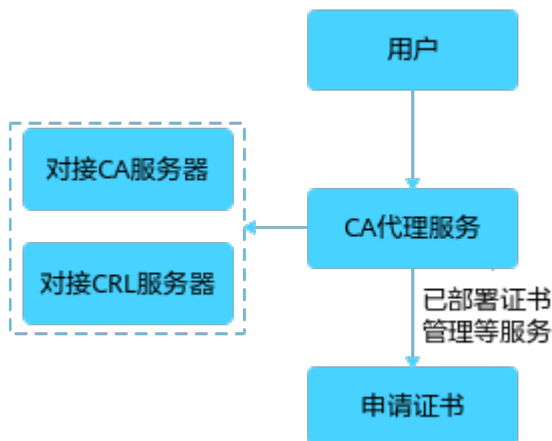 用户
对接CA服务器
CA代理服务
对接CRL服务器
已部署证书
管理等服务
申请证书